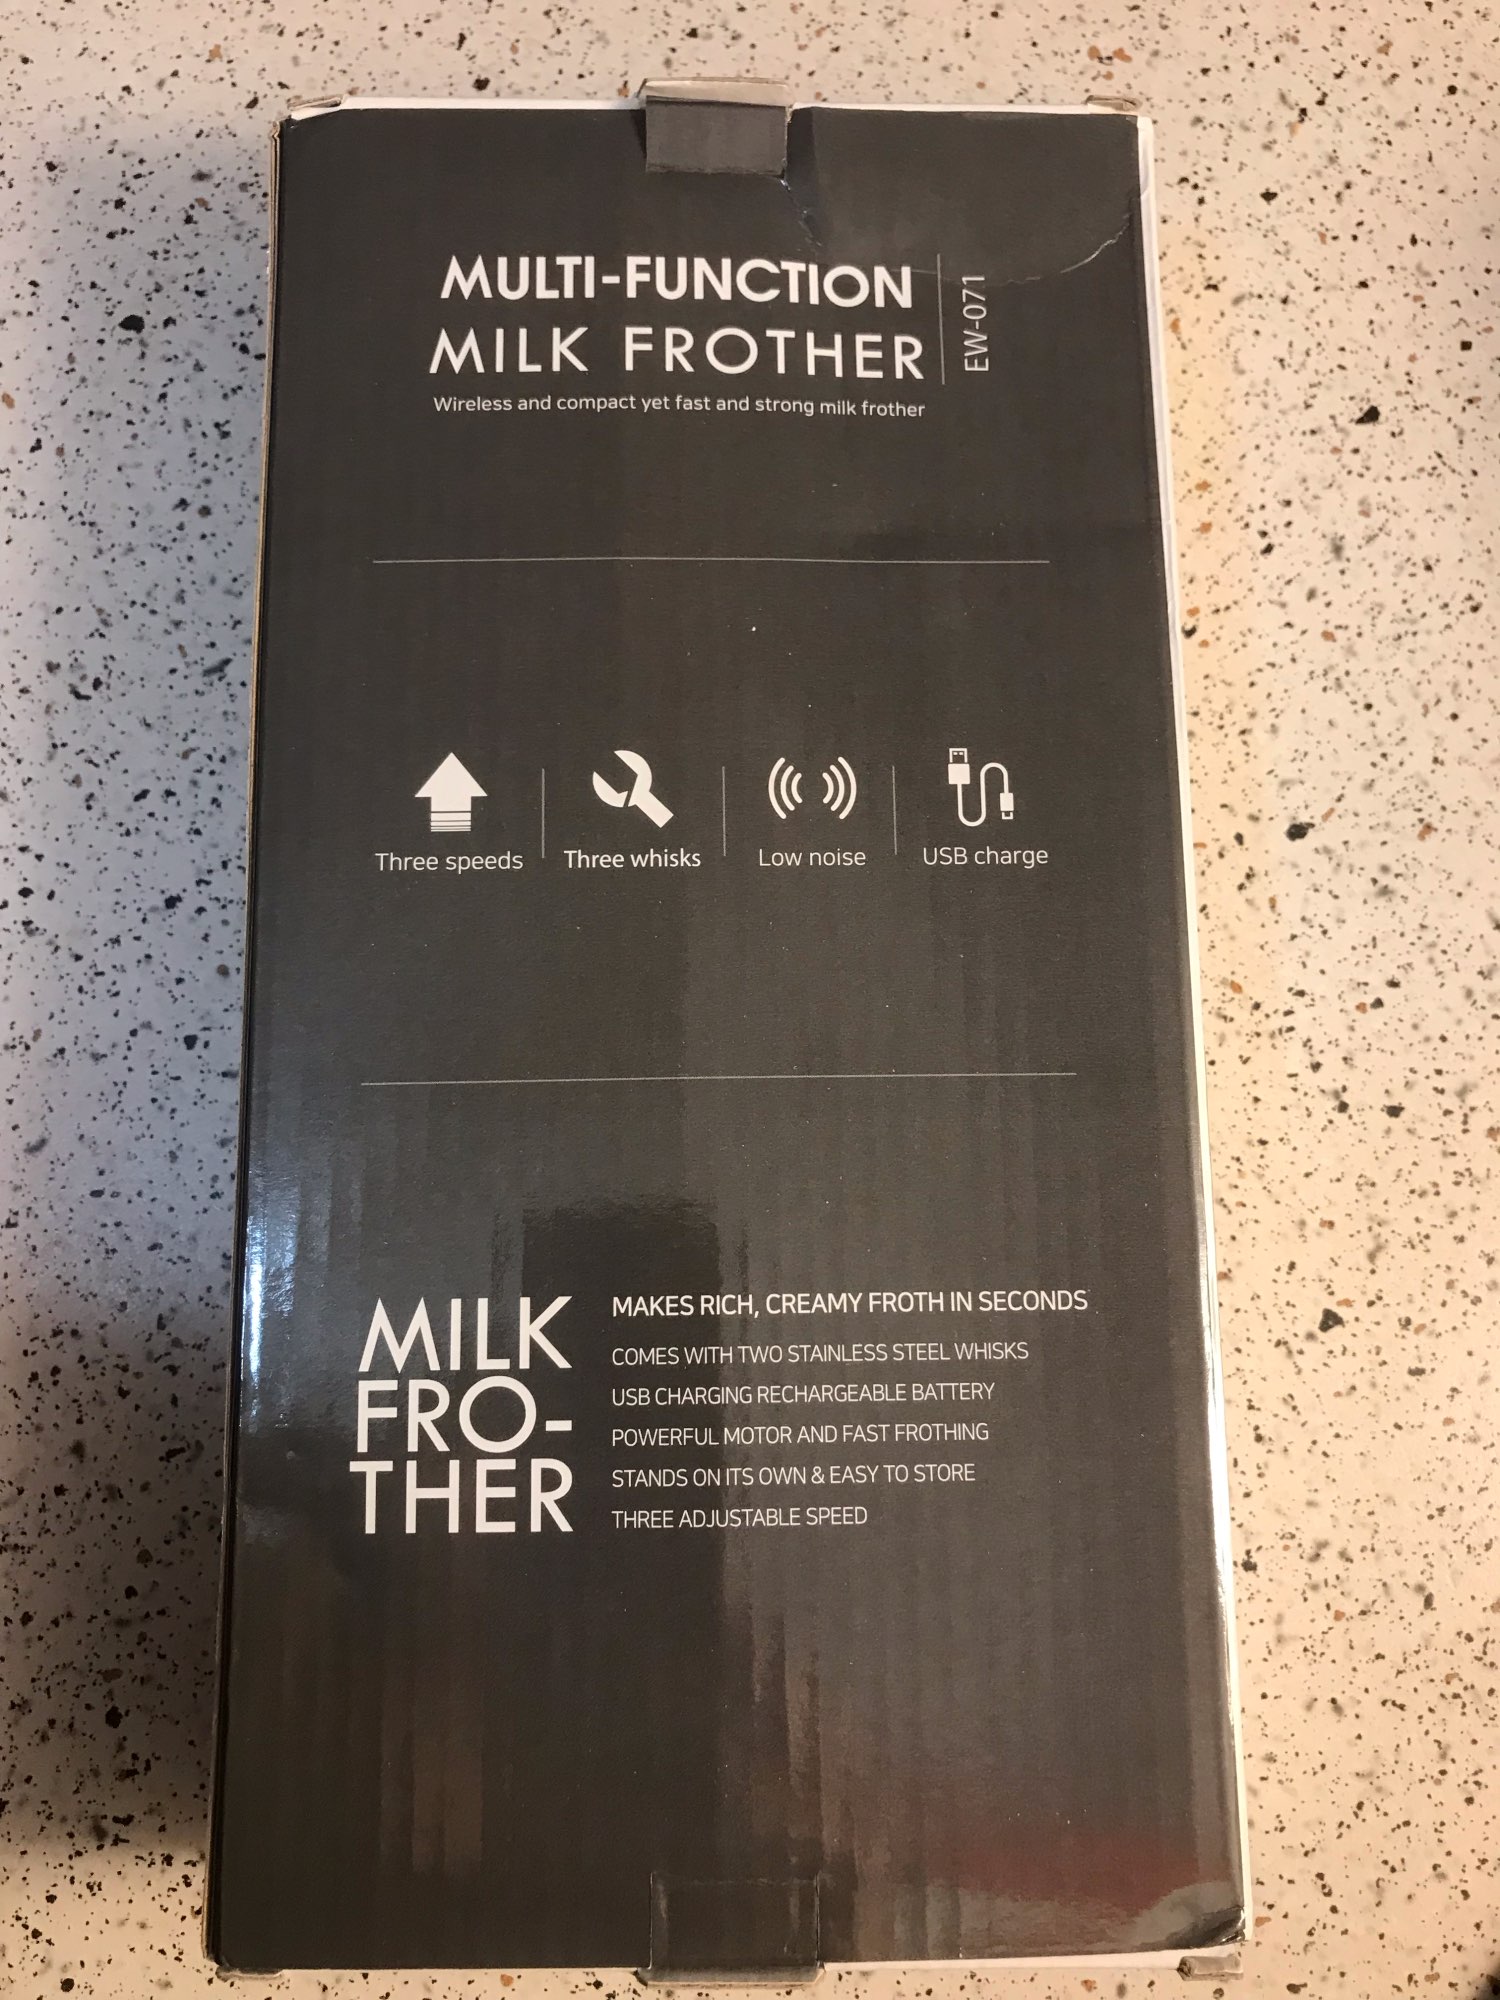 MULTI-FUNCTION
MILK FROTHER
EW-071
Wireless and compact yet fast and strong milk frother
Three speeds
Three whisks
Low noise
USB charge
MILK
FRO-
THER
MAKES RICH, CREAMY FROTH IN SECONDS
COMES WITH TWO STAINLESS STEEL WHISKS
USB CHARGING RECHARGEABLE BATTERY
POWERFUL MOTOR AND FAST FROTHING
STANDS ON ITS OWN & EASY TO STORE
THREE ADJUSTABLE SPEED